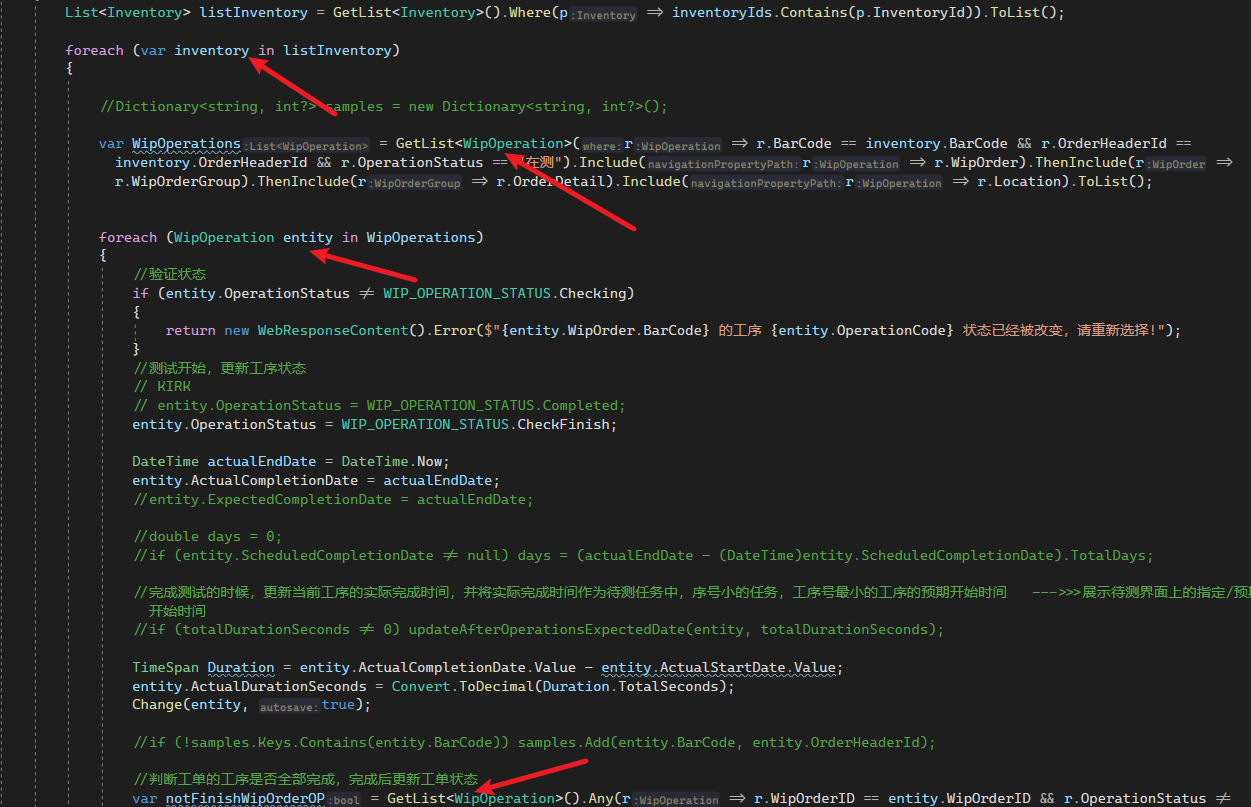 List<Inventory> listInventory = GetList<Inventory>().Where(p :Inventory => inventoryIds.Contains(p.InventoryId)).ToList();
foreach (var inventory in listInventory)
{
//Dictionary<string, int?> samples = new Dictionary<string, int?>();
var WipOperations :List<WipOperation> = GetList<WipOperation>( where: r :WipOperation => r.BarCode == inventory.BarCode && r.OrderHeaderId ==
inventory.OrderHeaderId && r.OperationStatus == "在测").Include( navigationPropertyPath: r :WipOperation => r.WipOrder).ThenInclude(r :WipOrder =>
r.WipOrderGroup).ThenInclude(r :WipOrderGroup => r.OrderDetail).Include( navigationPropertyPath: r :WipOperation => r.Location).ToList();
foreach (WipOperation entity in WipOperations)
{
//验证状态
if (entity.OperationStatus != WIP_OPERATION_STATUS.Checking)
{
return new WebResponseContent().Error($"{entity.WipOrder.BarCode} 的工序 {entity.OperationCode} 状态已经被改变，请重新选择!");
}
//测试开始，更新工序状态
// KIRK
// entity.OperationStatus = WIP_OPERATION_STATUS.Completed;
entity.OperationStatus = WIP_OPERATION_STATUS.CheckFinish;
DateTime actualEndDate = DateTime.Now;
entity.ActualCompletionDate = actualEndDate;
//entity.ExpectedCompletionDate = actualEndDate;
//double days = 0;
//if (entity.ScheduledCompletionDate != null) days = (actualEndDate - (DateTime)entity.ScheduledCompletionDate).TotalDays;
//完成测试的时候，更新当前工序的实际完成时间，并将实际完成时间作为待测任务中，序号小的任务，工序号最小的工序的预期开始时间 --->>>展示待测界面上的指定/预期
开始时间
//if (totalDurationSeconds != 0) updateAfterOperationsExpectedDate(entity, totalDurationSeconds);
TimeSpan Duration = entity.ActualCompletionDate.Value - entity.ActualStartDate.Value;
entity.ActualDurationSeconds = Convert.ToDecimal(Duration.TotalSeconds);
Change(entity, autosave: true);
//if (!samples.Keys.Contains(entity.BarCode)) samples.Add(entity.BarCode, entity.OrderHeaderId);
//判断工单的工序是否全部完成，完成后更新工单状态
var notFinishWipOrderOP :bool = GetList<WipOperation>().Any(r :WipOperation => r.WipOrderID == entity.WipOrderID && r.OperationStatus !=